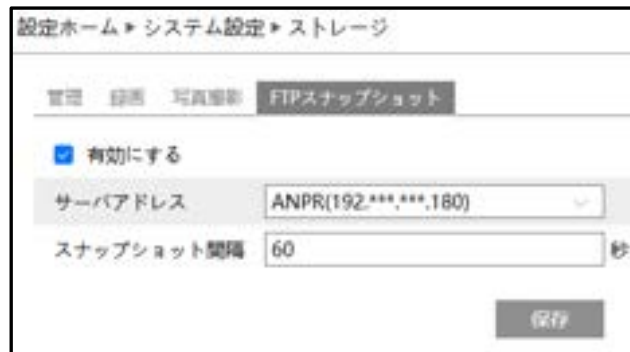 設定ホーム ▸ システム設定 ▸ ストレージ
管理 録画 写真撮影 FTPスナップショット
有効にする
サーバアドレス ANPR(192.***.***.180)
スナップショット間隔 60 秒
保存